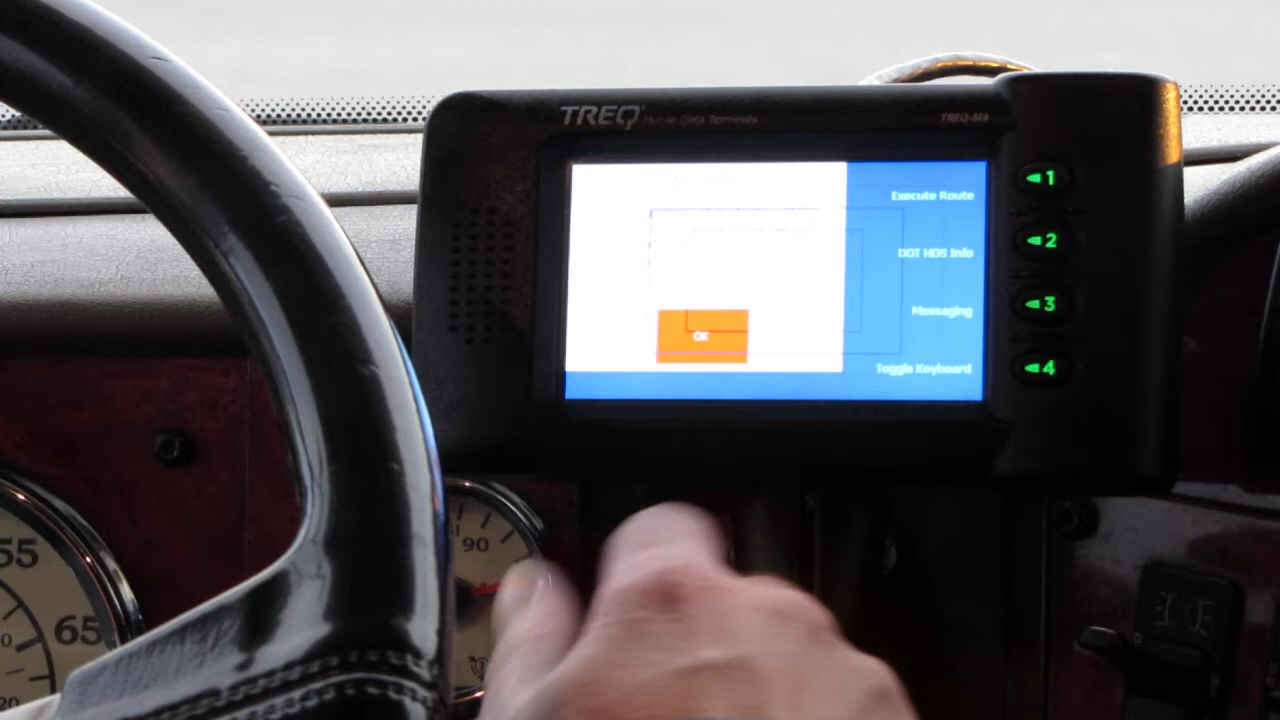 TREQ Mobile Data Terminals
TREQ-M4
Execute Route
1
DOT HOS Info
2
Messaging
3
Toggle Keyboard
4
OK
55
65
90